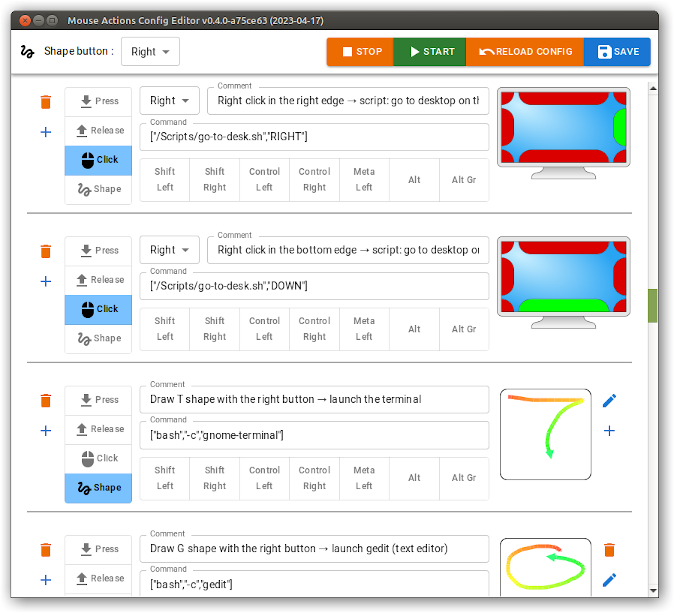 Mouse Actions Config Editor v0.4.0-a75ce63 (2023-04-17)
Shape button :
Right
STOP
START
RELOAD CONFIG
SAVE
Press
Release
Click
Shape
Right
Comment
Right click in the right edge → script: go to desktop on th
Command
["/Scripts/go-to-desk.sh","RIGHT"]
Shift Left
Shift Right
Control Left
Control Right
Meta Left
Alt
Alt Gr
Press
Release
Click
Shape
Right
Comment
Right click in the bottom edge → script: go to desktop or
Command
["/Scripts/go-to-desk.sh","DOWN"]
Shift Left
Shift Right
Control Left
Control Right
Meta Left
Alt
Alt Gr
Press
Release
Click
Shape
Comment
Draw T shape with the right button → launch the terminal
Command
["bash","-c","gnome-terminal"]
Shift Left
Shift Right
Control Left
Control Right
Meta Left
Alt
Alt Gr
Press
Release
Comment
Draw G shape with the right button → launch gedit (text editor)
Command
["bash","-c","gedit"]